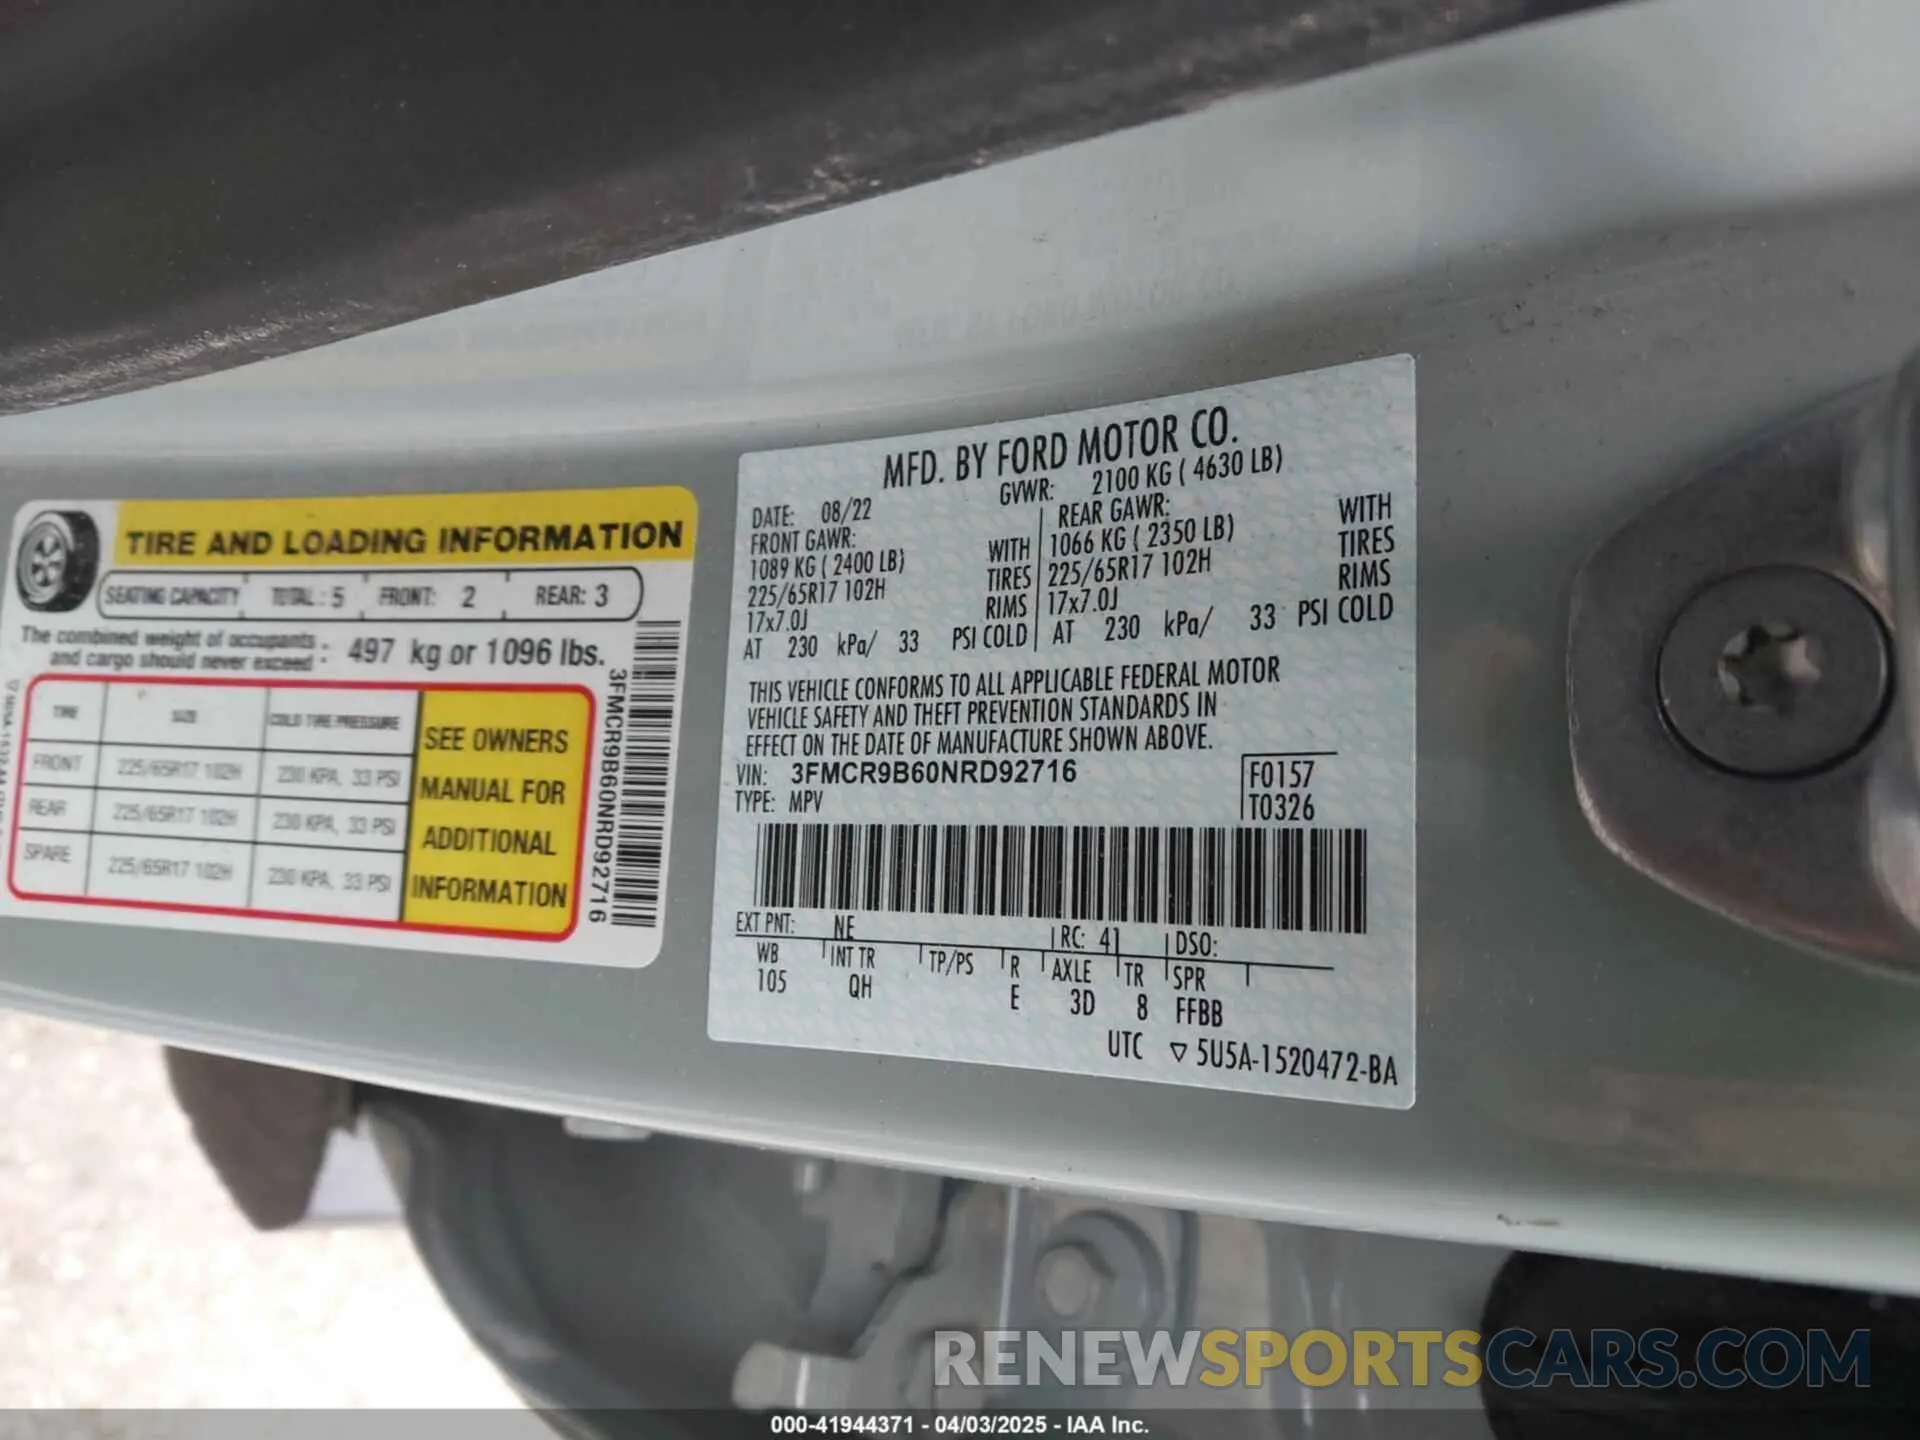 TIRE AND LOADING INFORMATION
SEATING CAPACITY TOTAL: 5 FRONT: 2 REAR: 3
The combined weight of occupants : 497 kg or 1096 lbs.
and cargo should never exceed :
TIRE SIZE COLD TIRE PRESSURE
FRONT 225/65R17 102H 230 KPA, 33 PSI
REAR 225/65R17 102H 230 KPA, 33 PSI
SPARE 225/65R17 102H 230 KPA, 33 PSI
SEE OWNERS
MANUAL FOR
ADDITIONAL
INFORMATION
3FMCR9B60NRD92716
MFD. BY FORD MOTOR CO.
DATE: 08/22 GVWR: 2100 KG ( 4630 LB)
FRONT GAWR: REAR GAWR:
1089 KG ( 2400 LB) WITH 1066 KG ( 2350 LB) WITH
225/65R17 102H TIRES 225/65R17 102H TIRES
17x7.0J RIMS 17x7.0J RIMS
AT 230 kPa/ 33 PSI COLD AT 230 kPa/ 33 PSI COLD
THIS VEHICLE CONFORMS TO ALL APPLICABLE FEDERAL MOTOR
VEHICLE SAFETY AND THEFT PREVENTION STANDARDS IN
EFFECT ON THE DATE OF MANUFACTURE SHOWN ABOVE.
VIN: 3FMCR9B60NRD92716 F0157
TYPE: MPV T0326
EXT PNT: NE RC: 41 DSO:
WB INT TR TP/PS R AXLE TR SPR
105 QH E 3D 8 FFBB
UTC ▽ 5U5A-1520472-BA
RENEWSPORTSCARS.COM
000-41944371 - 04/03/2025 - IAA Inc.